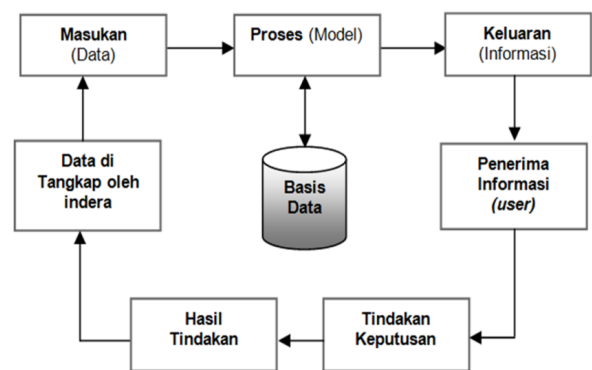 Masukan
(Data)
Proses (Model)
Keluaran
(Informasi)
Data di
Tangkap oleh
indera
Basis
Data
Penerima
Informasi
(user)
Hasil
Tindakan
Tindakan
Keputusan